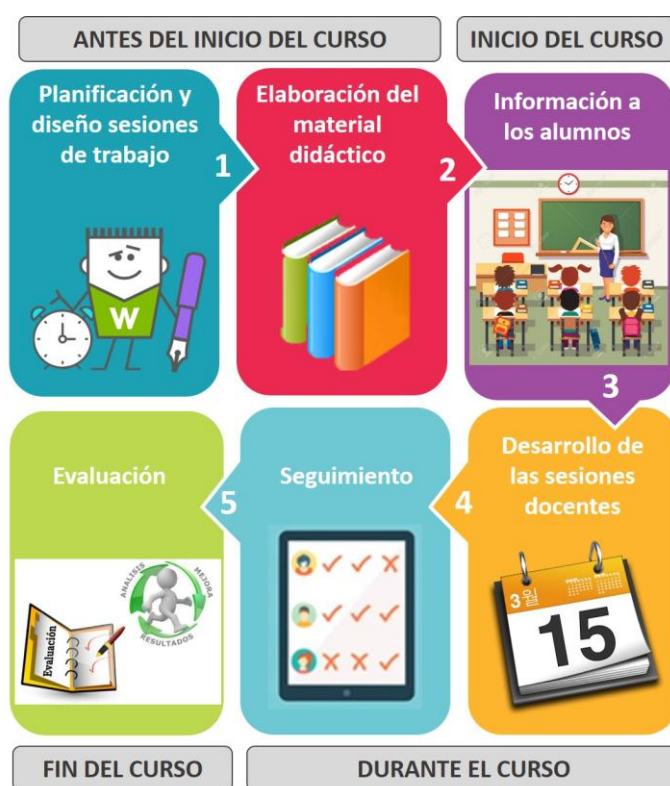 ANTES DEL INICIO DEL CURSO
INICIO DEL CURSO
Planificación y
diseño sesiones
de trabajo
1
W
Elaboración del
material
didáctico
2
Información a
los alumnos
3
Desarrollo de
las sesiones
docentes
4
15
Seguimiento
5
Evaluación
Evaluación
ANÁLISIS
MEJORA
RESULTADOS
FIN DEL CURSO
DURANTE EL CURSO